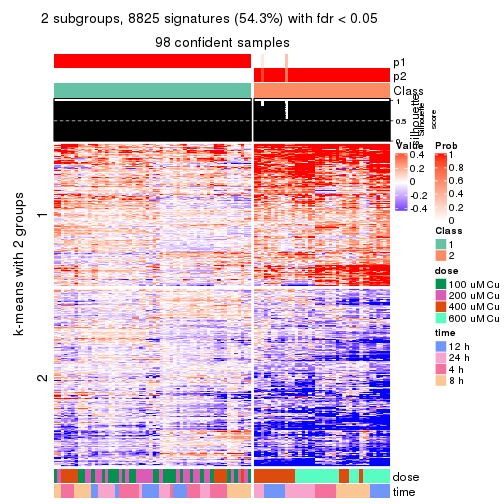 2 subgroups, 8825 signatures (54.3%) with fdr < 0.05
98 confident samples
p1
p2
Class
1
0.5
0
Silhouette
Silhouette
score
k-means with 2 groups
1
2
Value
0.4
0.2
0
-0.2
-0.4
Prob
1
0.8
0.6
0.4
0.2
0
Class
1
2
dose
100 uM Cu
200 uM Cu
400 uM Cu
600 uM Cu
time
12 h
24 h
4 h
8 h
dose
time